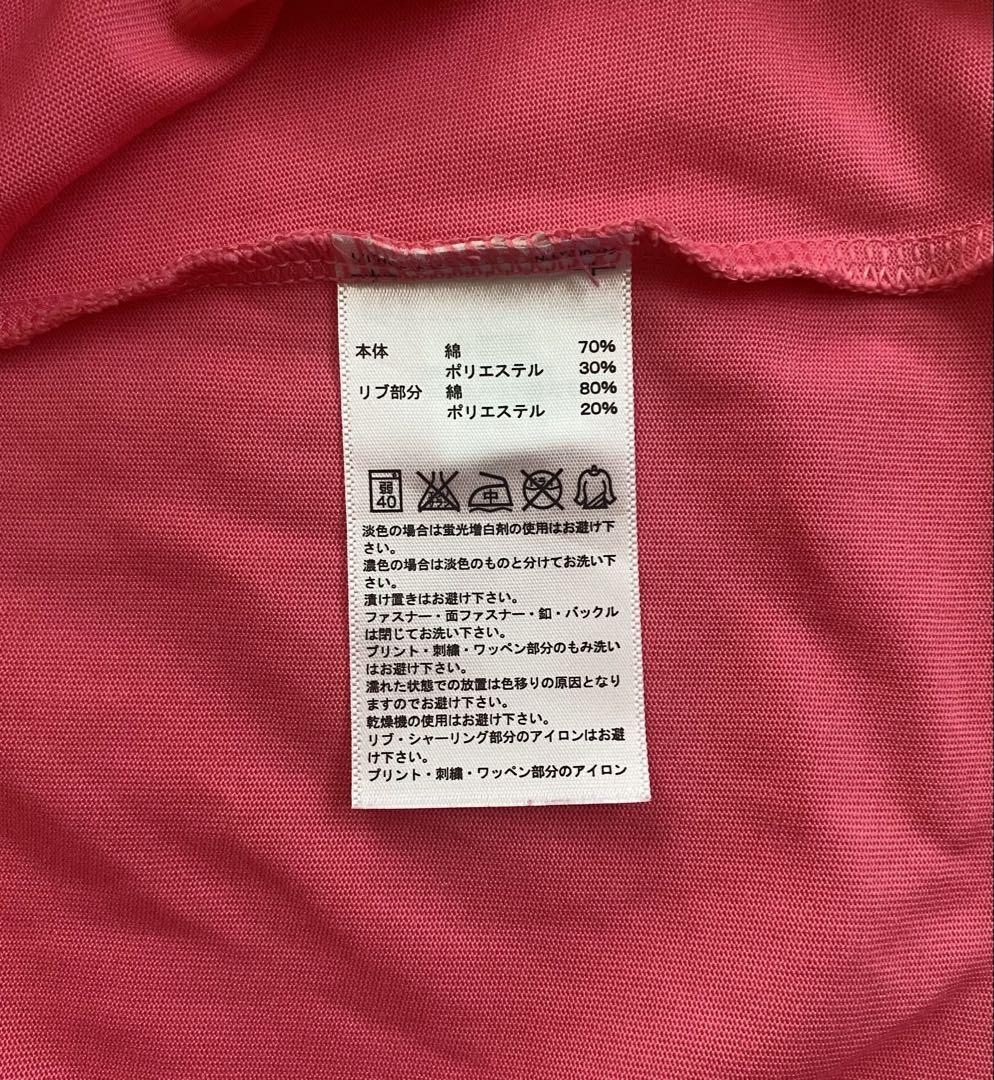 本体 綿 70%
ポリエステル 30%
リブ部分 綿 80%
ポリエステル 20%
弱 40 中
淡色の場合は蛍光増白剤の使用はお避け下
さい。
濃色の場合は淡色のものと分けてお洗い下
さい。
漬け置きはお避け下さい。
ファスナー・面ファスナー・釦・バックル
は閉じてお洗い下さい。
プリント・刺繍・ワッペン部分のもみ洗い
はお避け下さい。
濡れた状態での放置は色移りの原因となり
ますのでお避け下さい。
乾燥機の使用はお避け下さい。
リブ・シャーリング部分のアイロンはお避
け下さい。
プリント・刺繍・ワッペン部分のアイロン